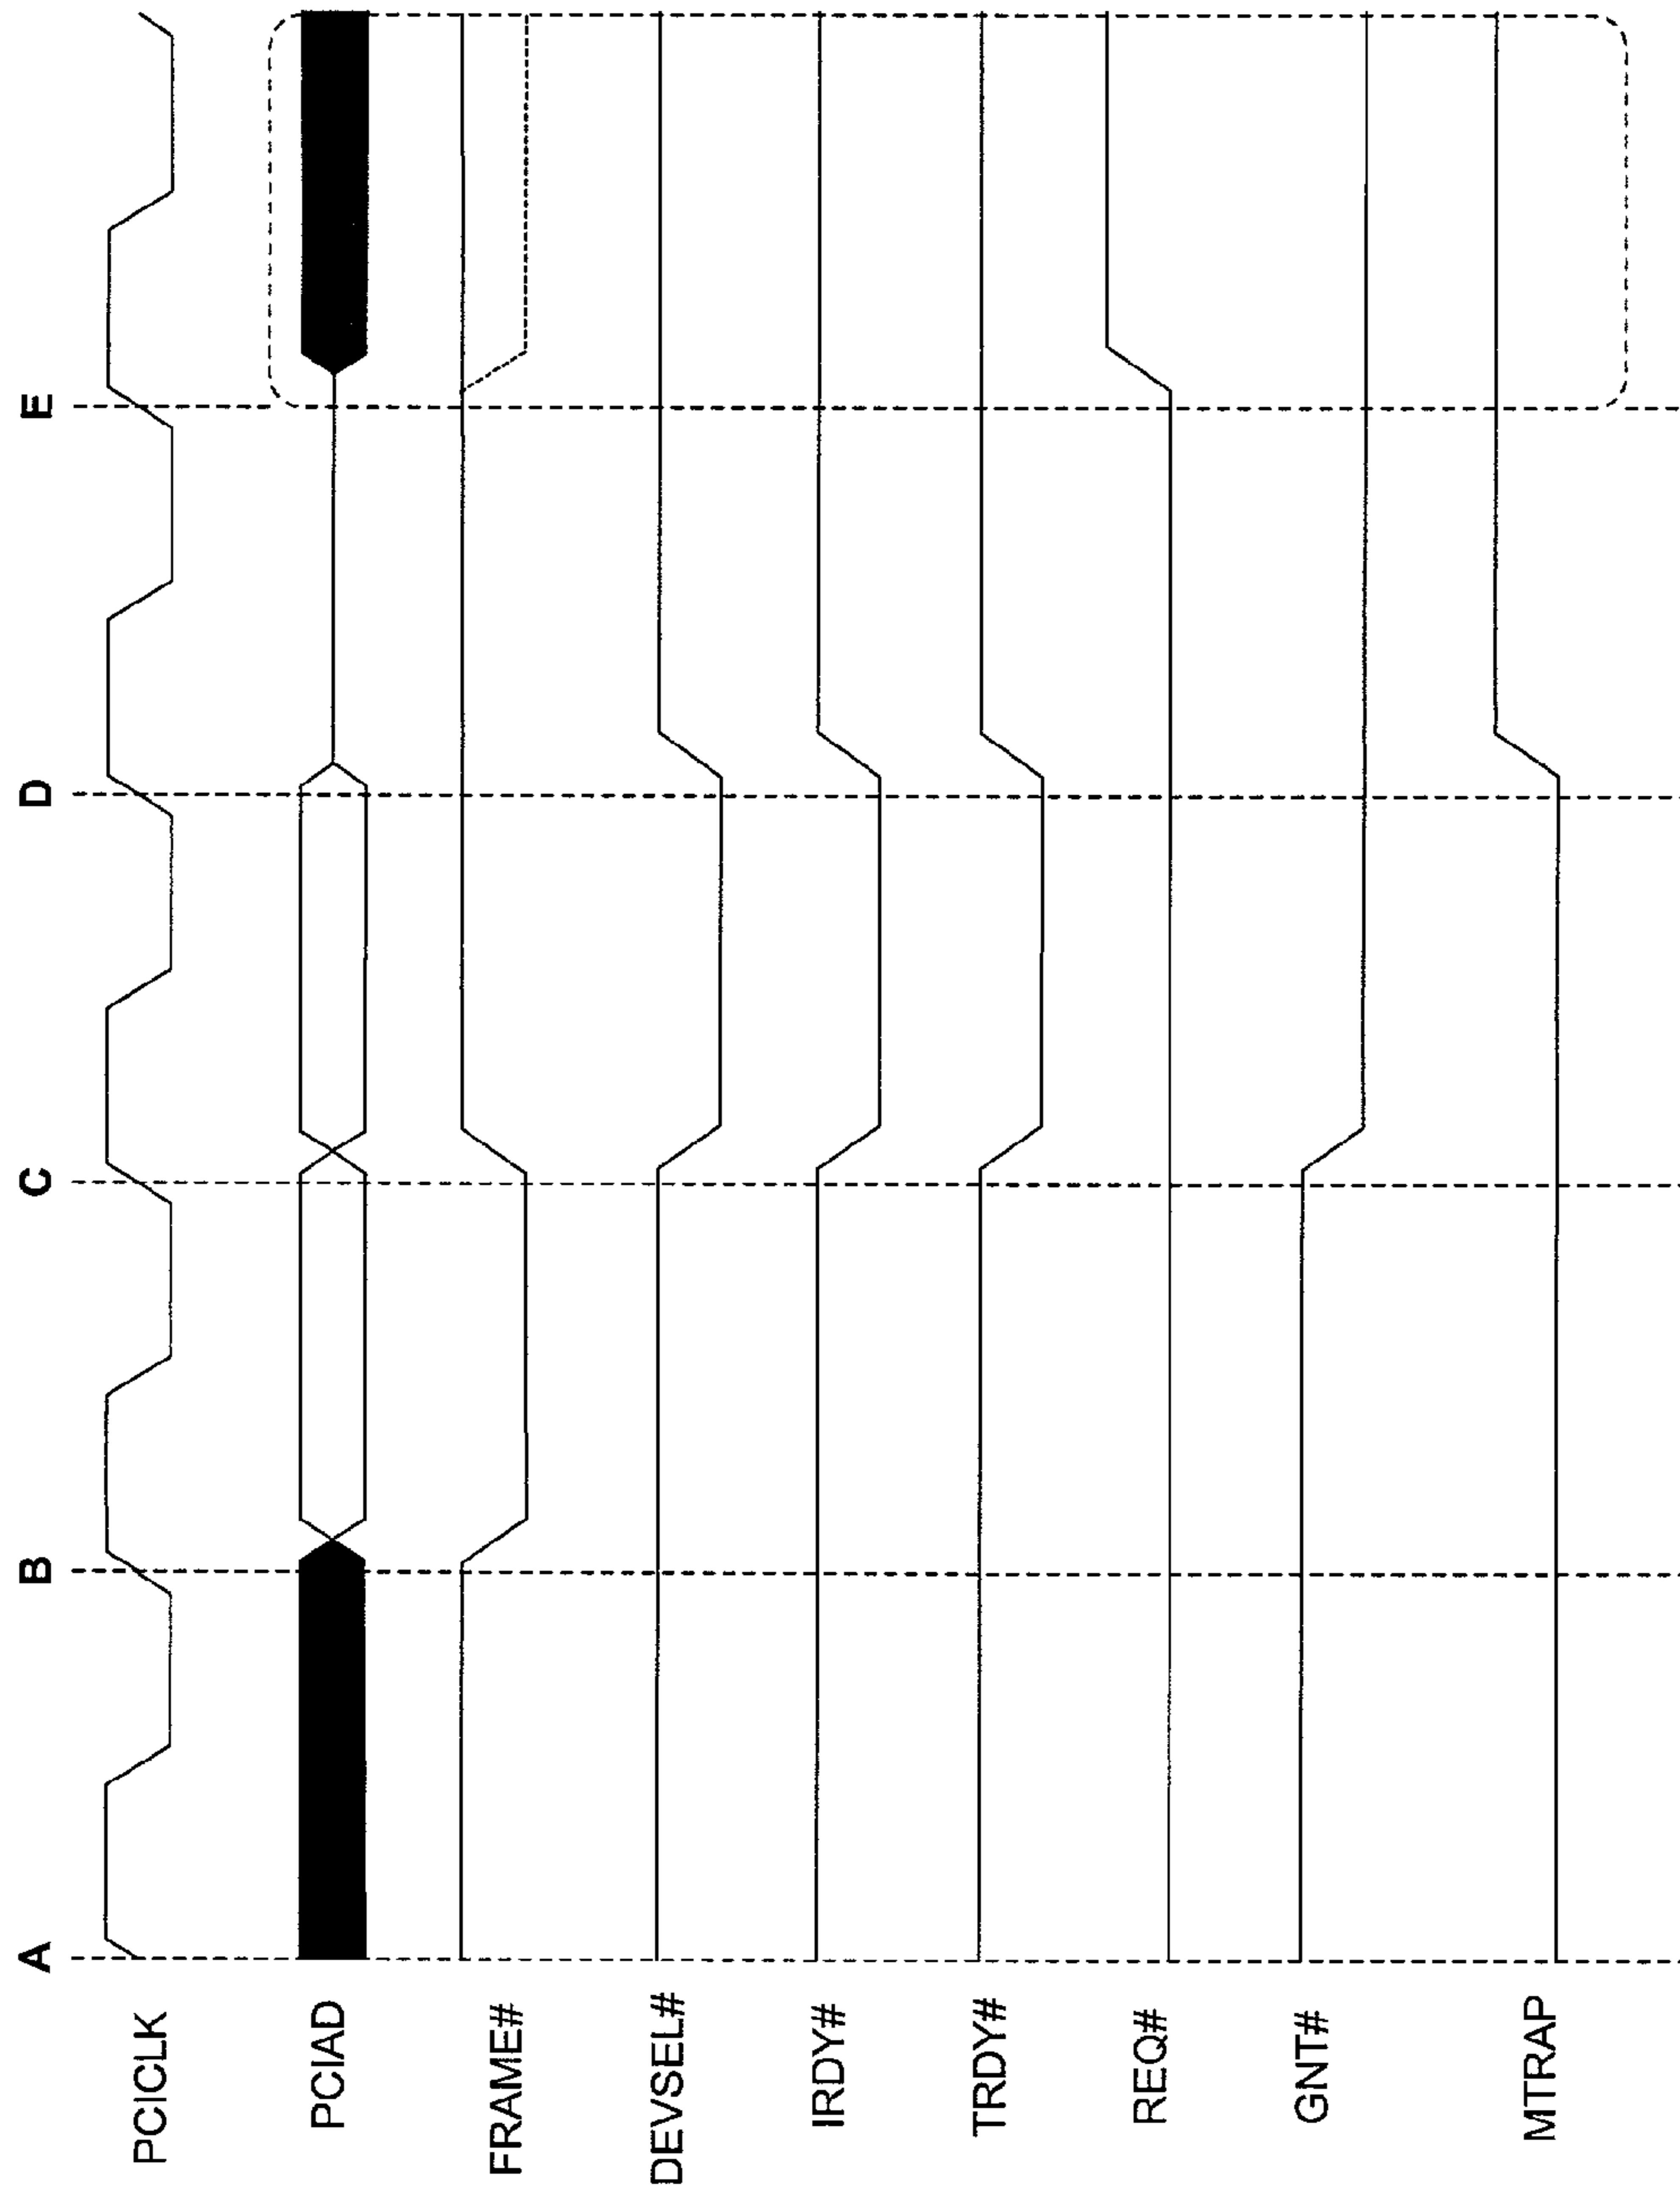 A B C D E
PCICLK
PCIAD
FRAME#
DEVSEL#
IRDY#
TRDY#
REQ#
GNT#
MTRAP